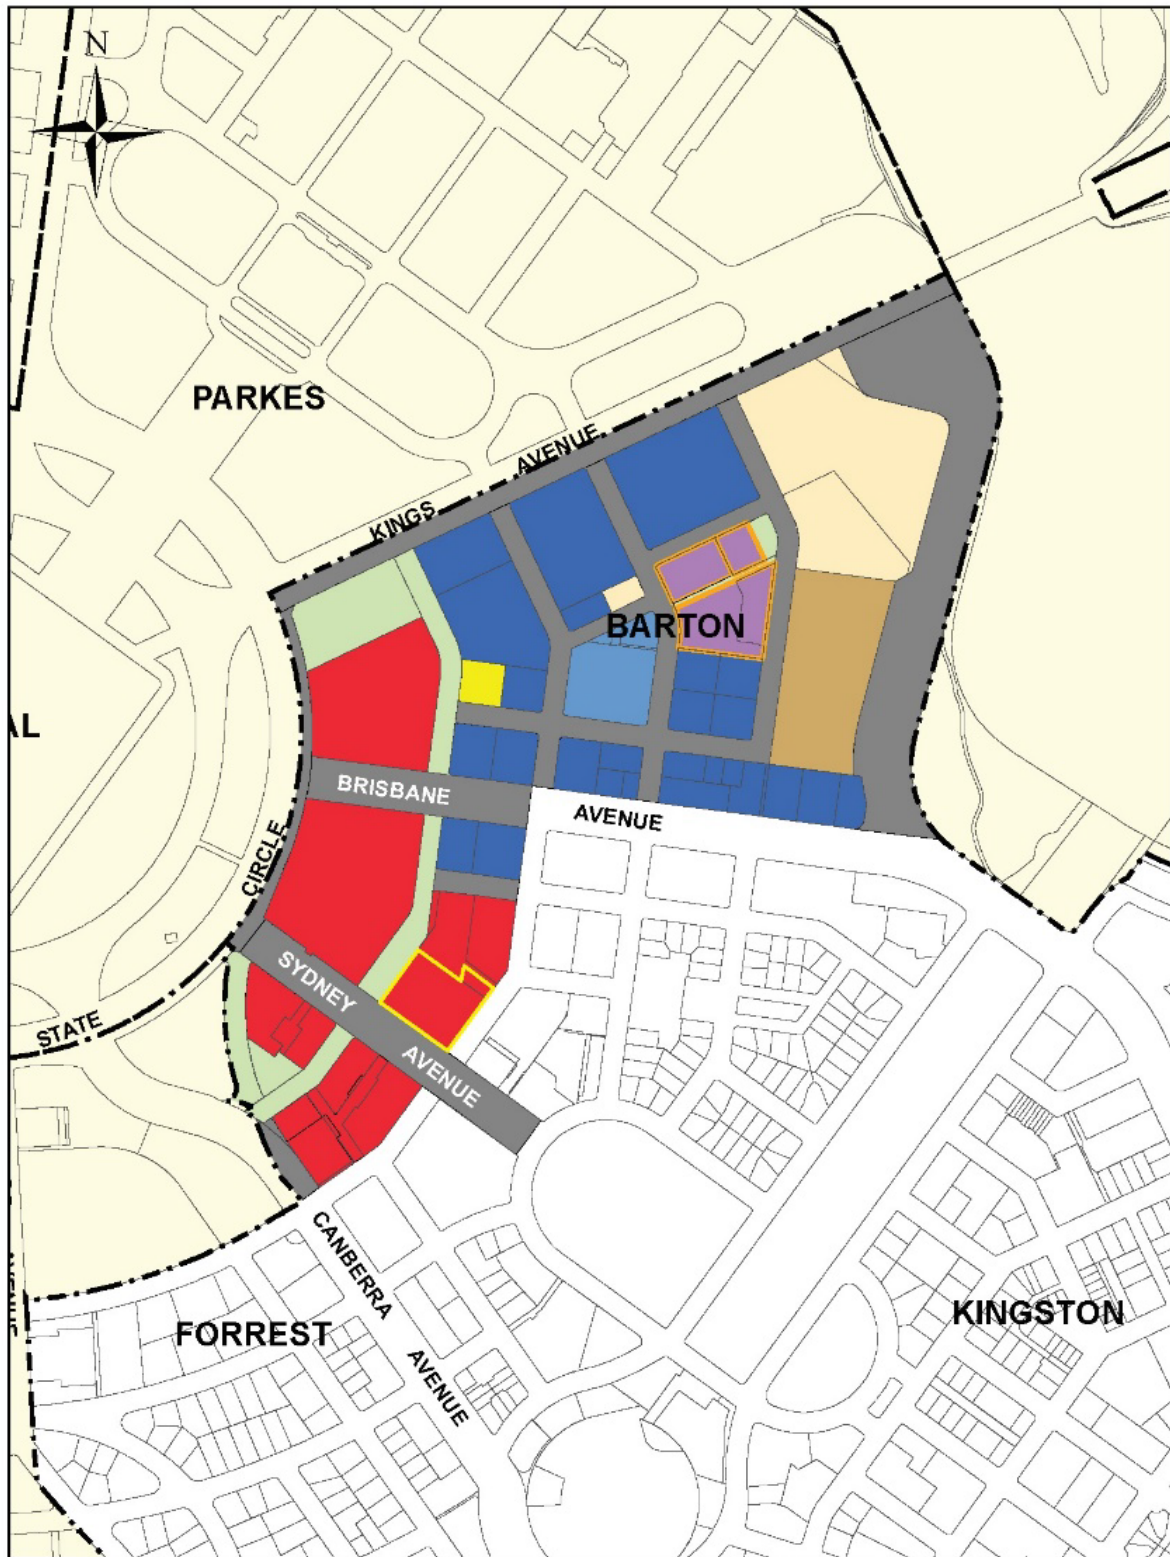 N
PARKES
KINGS
AVENUE
BARTON
AL
BRISBANE
AVENUE
CIRCLE
SYDNEY
AVENUE
STATE
CANBERRA
AVENUE
FORREST
KINGSTON